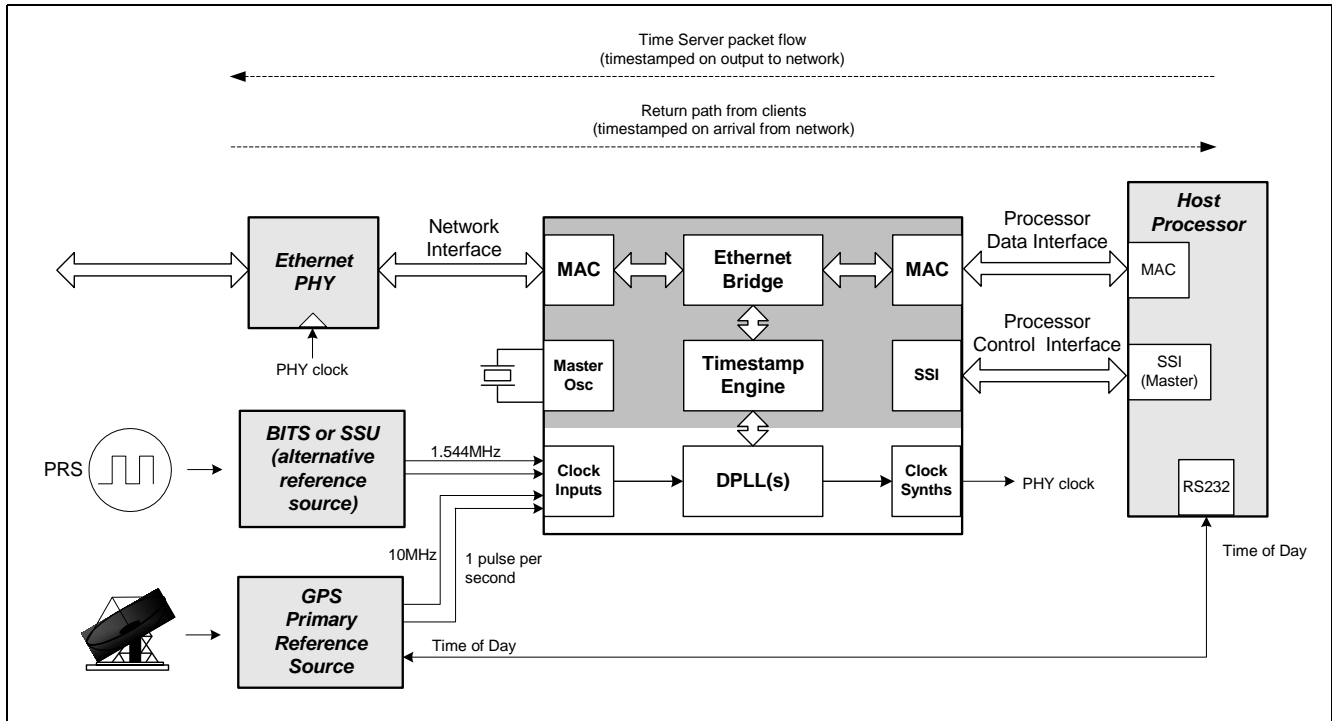 Time Server packet flow
(timestamped on output to network)
Return path from clients
(timestamped on arrival from network)
Host
Processor
Ethernet
PHY
Network
Interface
MAC
Ethernet
Bridge
MAC
Processor
Data Interface
MAC
PHY clock
Master
Osc
Timestamp
Engine
SSI
Processor
Control Interface
SSI
(Master)
PRS
BITS or SSU
(alternative
reference
source)
1.544MHz
Clock
Inputs
DPLL(s)
Clock
Synths
PHY clock
RS232
10MHz
1 pulse per
second
Time of Day
GPS
Primary
Reference
Source
Time of Day